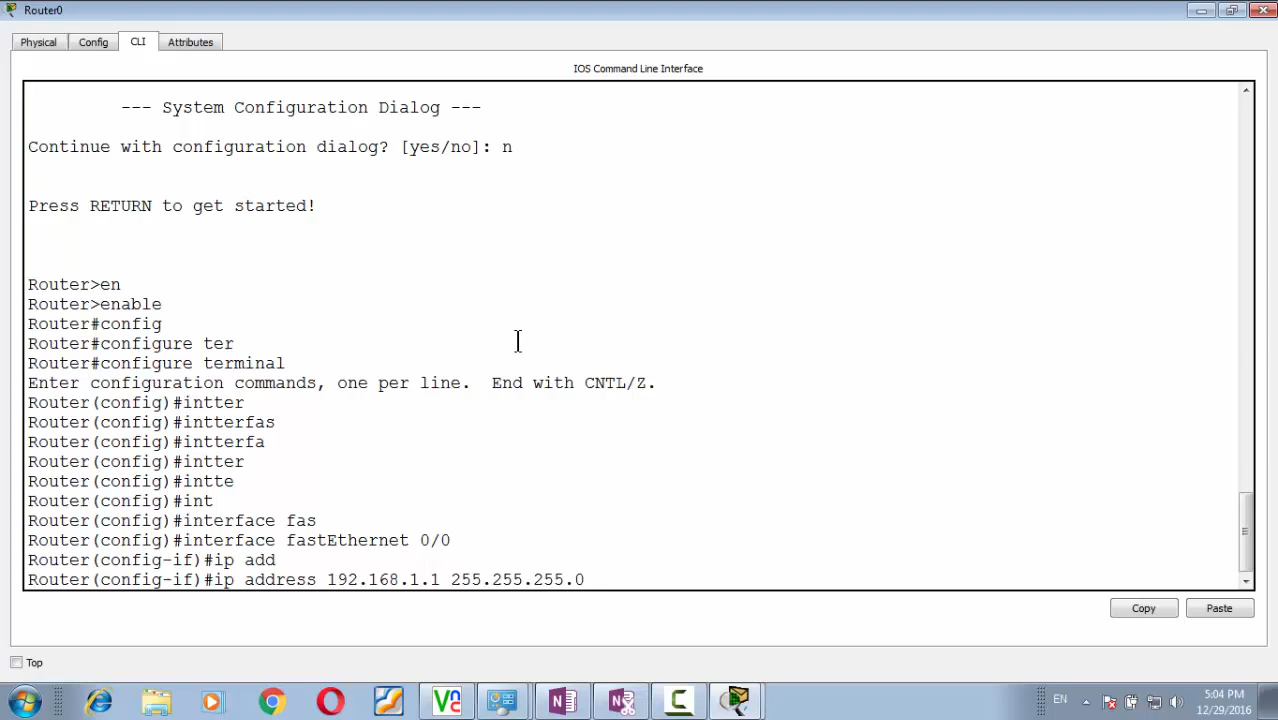 Router0
Physical
Config
CLI
Attributes
IOS Command Line Interface
--- System Configuration Dialog ---
Continue with configuration dialog? [yes/no]: n
Press RETURN to get started!
Router>en
Router>enable
Router#config
Router#configure ter
Router#configure terminal
Enter configuration commands, one per line.  End with CNTL/Z.
Router(config)#intter
Router(config)#intterfas
Router(config)#intterfa
Router(config)#intter
Router(config)#intte
Router(config)#int
Router(config)#interface fas
Router(config)#interface fastEthernet 0/0
Router(config-if)#ip add
Router(config-if)#ip address 192.168.1.1 255.255.255.0
Copy
Paste
Top
EN
5:04 PM
12/29/2016